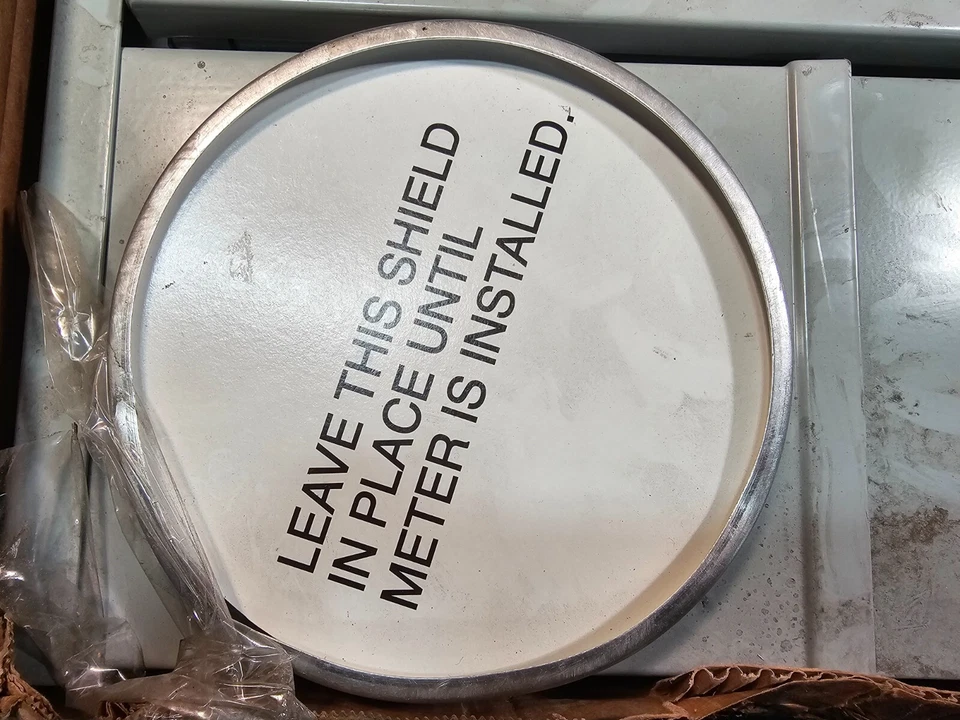 LEAVE THIS SHIELD
IN PLACE UNTIL
METER IS INSTALLED.